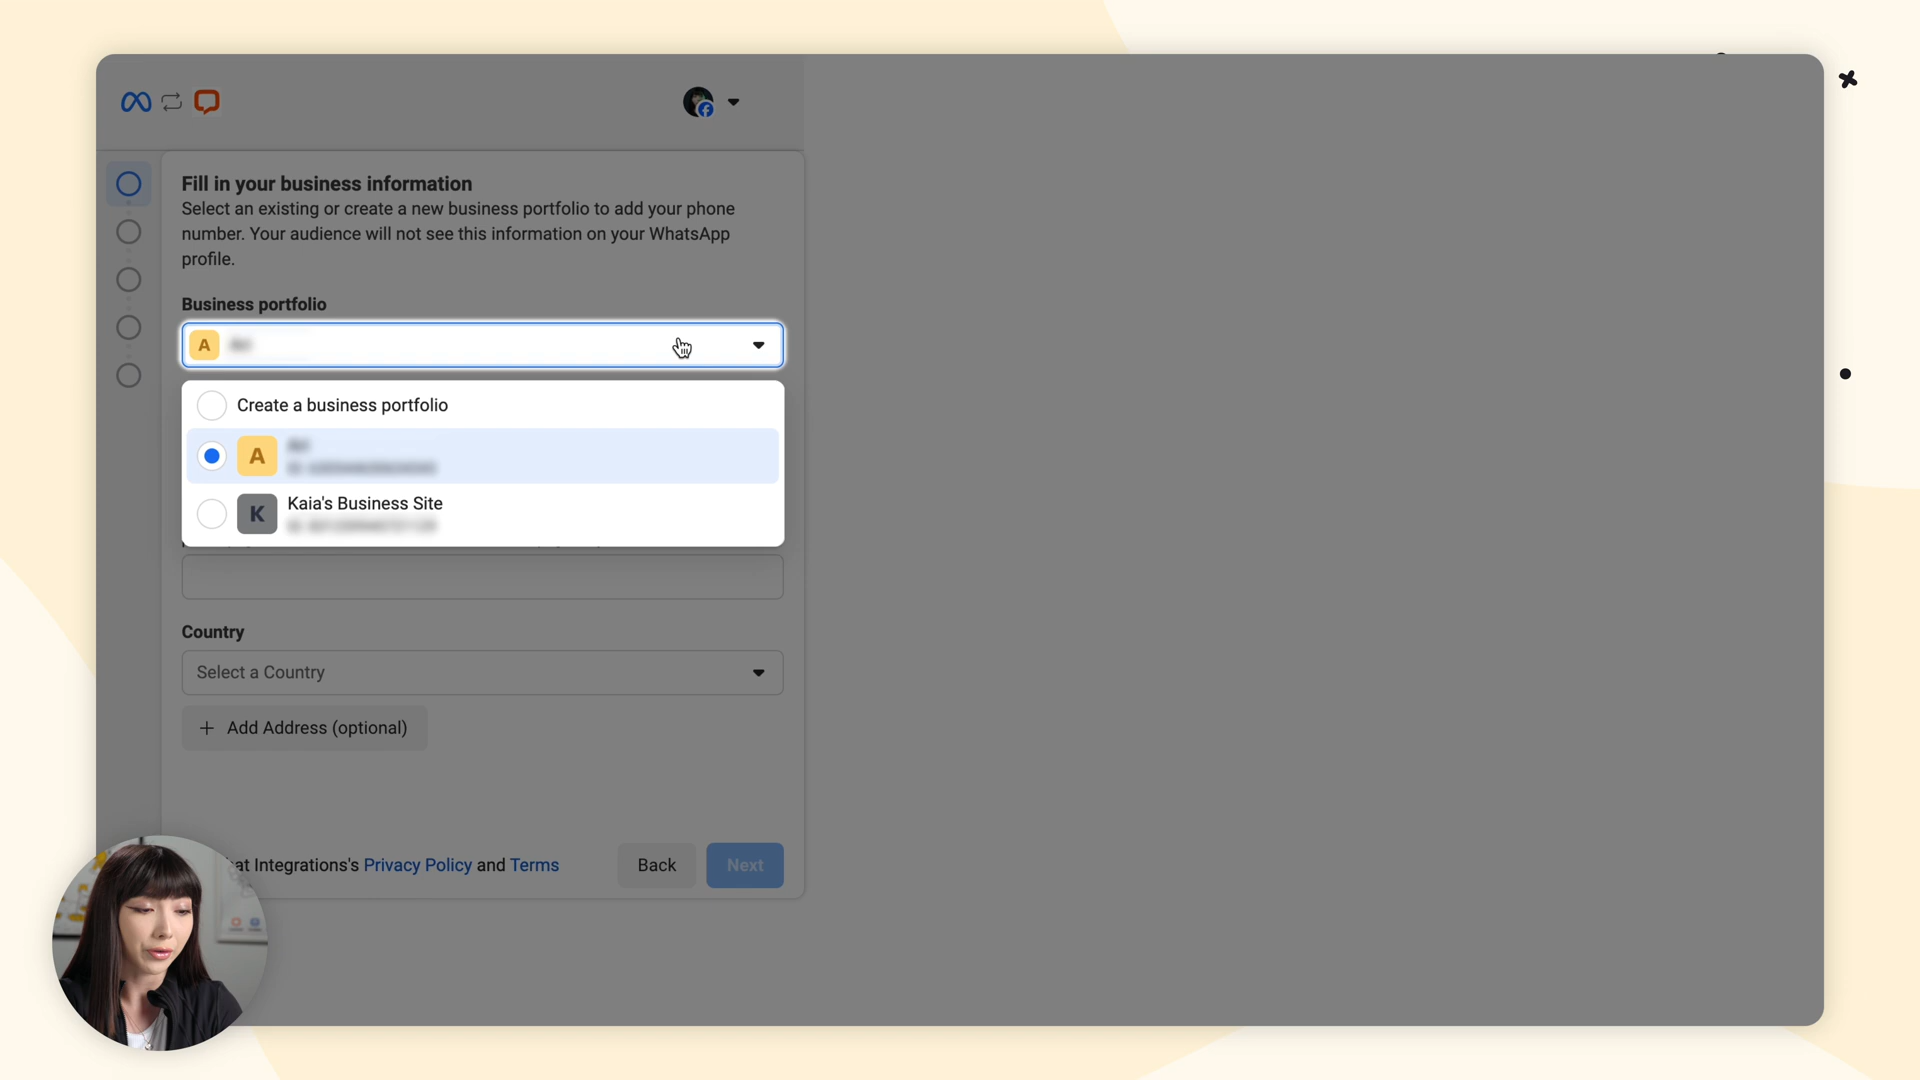 Fill in your business information
Select an existing or create a new business portfolio to add your phone
number. Your audience will not see this information on your WhatsApp
profile.
Business portfolio
A
Create a business portfolio
A
Kaia's Business Site
K
Country
Select a Country
+ Add Address (optional)
at Integrations's Privacy Policy and Terms
Back
Next